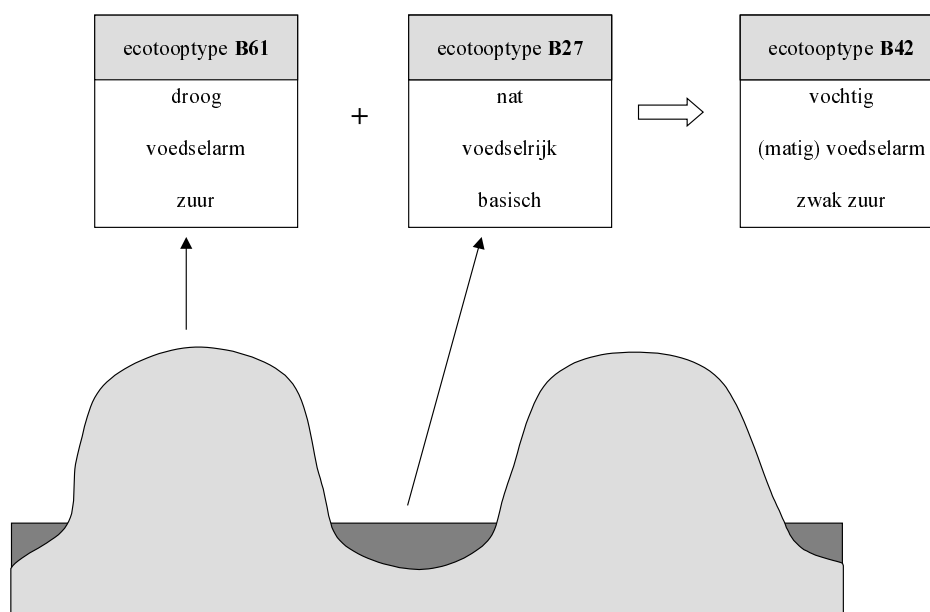 ecotooptype B61
droog
voedselarm
zuur
+
ecotooptype B27
nat
voedselrijk
basisch
ecotooptype B42
vochtig
(matig) voedselarm
zwak zuur